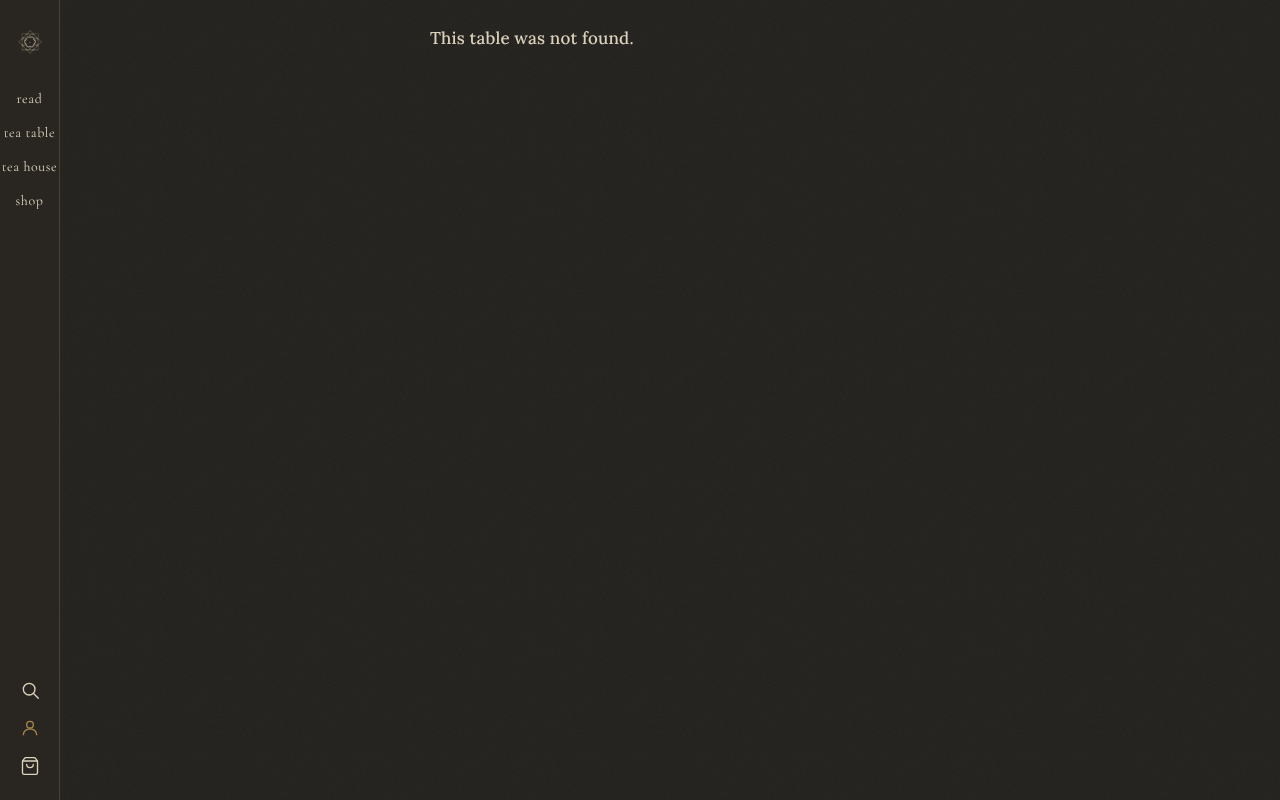 This table was not found.
read
tea table
tea house
shop